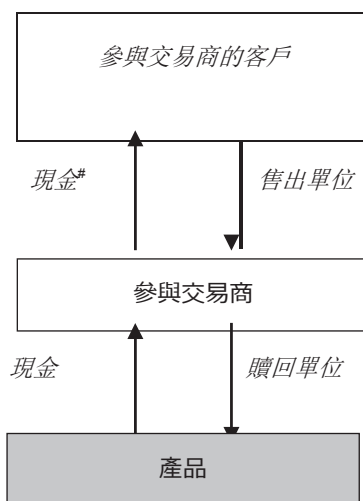 參與交易商的客戶
現金#
售出單位
參與交易商
現金
贖回單位
產品